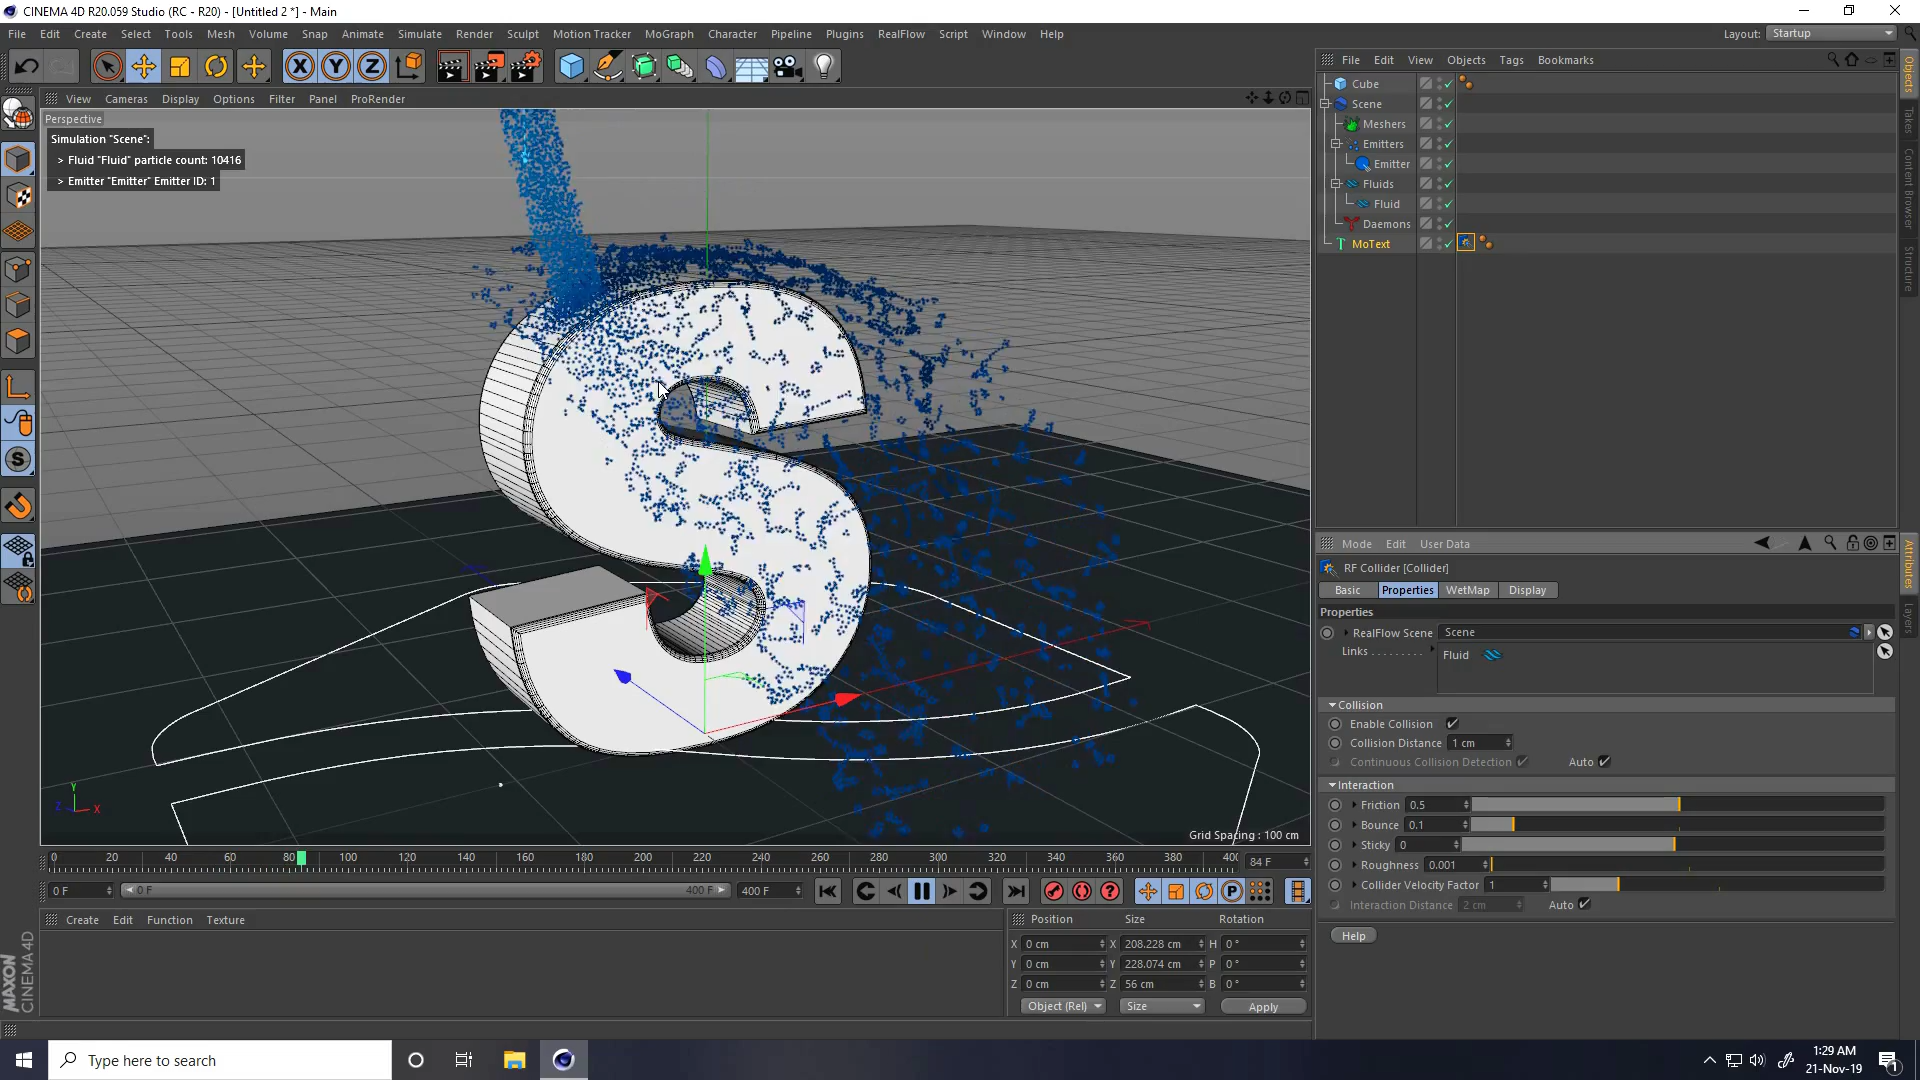 CINEMA 4D R20.059 Studio (RC - R20) - [Untitled 2 *] - Main
File Edit Create Select Tools Mesh Volume Snap Animate Simulate Render Sculpt Motion Tracker MoGraph Character Pipeline Plugins RealFlow Script Window Help Layout: Startup
View Cameras Display Options Filter Panel ProRender
Perspective
Simulation "Scene":
> Fluid "Fluid" particle count: 10416
> Emitter "Emitter" Emitter ID: 1
X Y Z
S
Y
Z X
Grid Spacing : 100 cm
File Edit View Objects Tags Bookmarks
Cube
Scene
Meshers
Emitters
Emitter
Fluids
Fluid
Daemons
MoText
Objects
Takes
Content Browser
Structure
Mode Edit User Data
RF Collider [Collider]
Basic Properties WetMap Display
Properties
RealFlow Scene Scene
Links . . . . . . . . Fluid
Collision
Enable Collision
Collision Distance 1 cm
Continuous Collision Detection Auto
Interaction
Friction 0.5
Bounce 0.1
Sticky 0
Roughness 0.001
Collider Velocity Factor 1
Interaction Distance 2 cm Auto
Help
Attributes
Layers
0 20 40 60 80 100 120 140 160 180 200 220 240 260 280 300 320 340 360 380 400 84 F
0 F 0 F 400 F 400 F
P
Create Edit Function Texture
Position Size Rotation
X 0 cm X 208.228 cm H 0 °
Y 0 cm Y 228.074 cm P 0 °
Z 0 cm Z 56 cm B 0 °
Object (Rel) Size Apply
MAXON
CINEMA 4D
Type here to search
1:29 AM
21-Nov-19
1